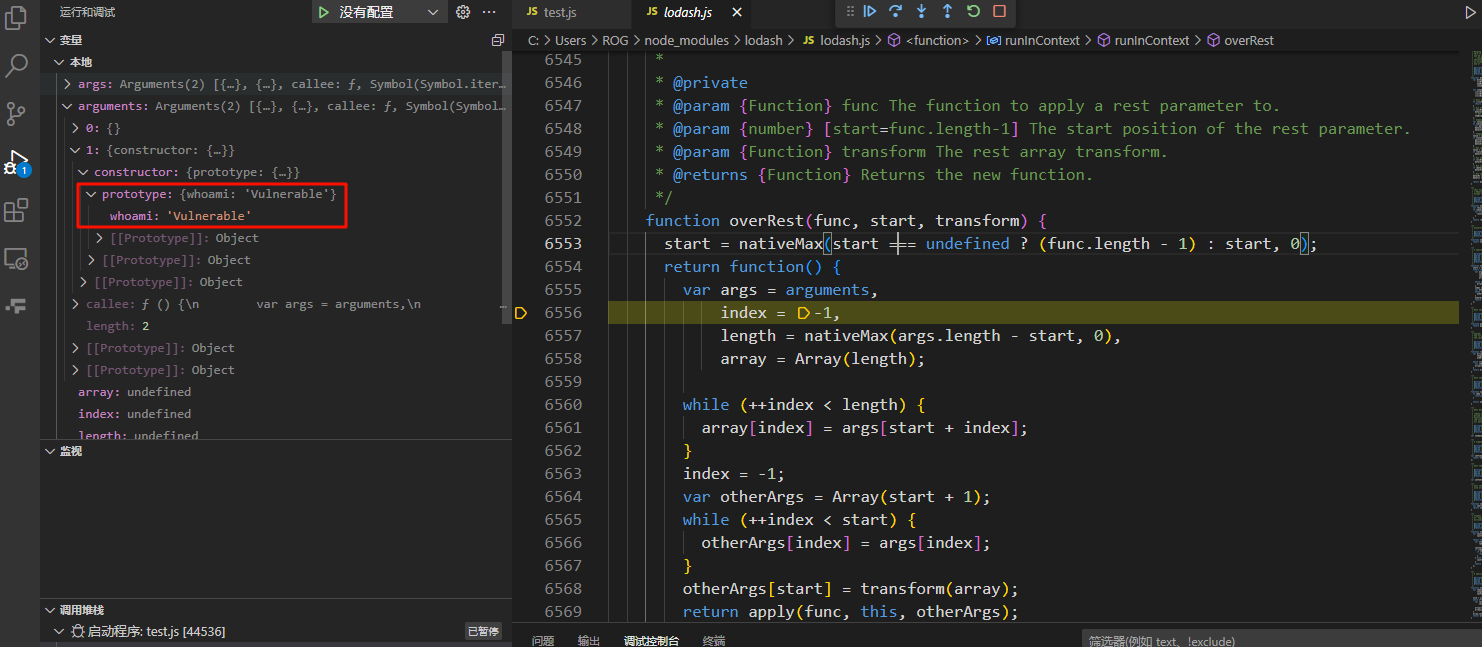 运行和调试
没有配置
变量
本地
args: Arguments(2) [{…}, {…}, callee: ƒ, Symbol(Symbol.iter…
arguments: Arguments(2) [{…}, {…}, callee: ƒ, Symbol(Symbol…
0: {}
1: {constructor: {…}}
constructor: {prototype: {…}}
prototype: {whoami: 'Vulnerable'}
whoami: 'Vulnerable'
[[Prototype]]: Object
[[Prototype]]: Object
[[Prototype]]: Object
callee: ƒ () {\n var args = arguments,\n …
length: 2
[[Prototype]]: Object
[[Prototype]]: Object
array: undefined
index: undefined
length: undefined
监视
调用堆栈
启动程序: test.js [44536]
已暂停
1
JS test.js
JS lodash.js
C: > Users > ROG > node_modules > lodash > JS lodash.js > <function> > runInContext > runInContext > overRest
6545 *
6546 * @private
6547 * @param {Function} func The function to apply a rest parameter to.
6548 * @param {number} [start=func.length-1] The start position of the rest parameter.
6549 * @param {Function} transform The rest array transform.
6550 * @returns {Function} Returns the new function.
6551 */
6552 function overRest(func, start, transform) {
6553 start = nativeMax(start === undefined ? (func.length - 1) : start, 0);
6554 return function() {
6555 var args = arguments,
6556 index = -1,
6557 length = nativeMax(args.length - start, 0),
6558 array = Array(length);
6559
6560 while (++index < length) {
6561 array[index] = args[start + index];
6562 }
6563 index = -1;
6564 var otherArgs = Array(start + 1);
6565 while (++index < start) {
6566 otherArgs[index] = args[index];
6567 }
6568 otherArgs[start] = transform(array);
6569 return apply(func, this, otherArgs);
问题 输出 调试控制台 终端
筛选器(例如 text、!exclude)